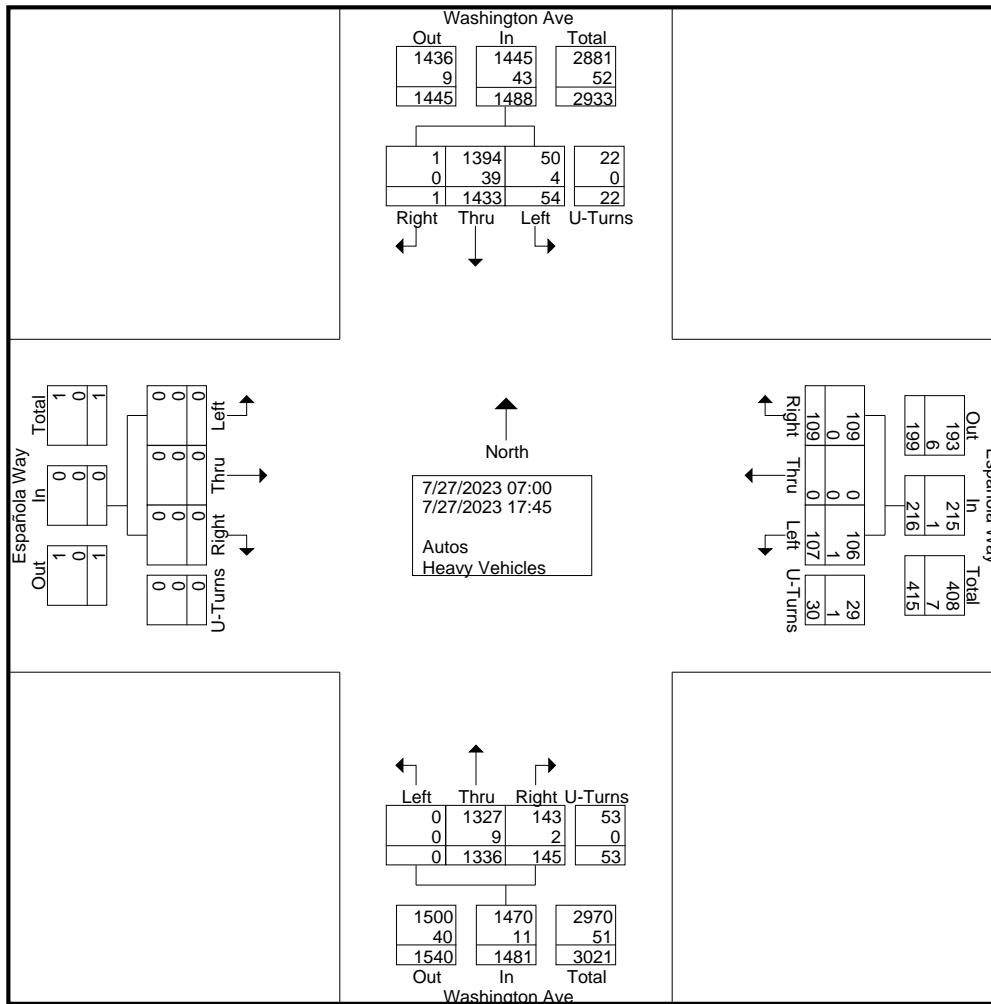 Washington Ave
Out In Total
1436 1445 2881
9 43 52
1445 1488 2933
1 1394 50 22
0 39 4 0
1 1433 54 22
Right Thru Left U-Turns
Española Way
Total In Out
1 0 1
0 0 0
1 0 1
0 0 0 0
0 0 0 0
0 0 0 0
Left Thru Right U-Turns
North
7/27/2023 07:00
7/27/2023 17:45
Autos
Heavy Vehicles
Right Thru Left U-Turns
109 0 106 29
0 0 1 1
109 0 107 30
Out In Total
193 215 408
6 1 7
199 216 415
Española Way
Left Thru Right U-Turns
0 1327 143 53
0 9 2 0
0 1336 145 53
1500 1470 2970
40 11 51
1540 1481 3021
Out In Total
Washington Ave